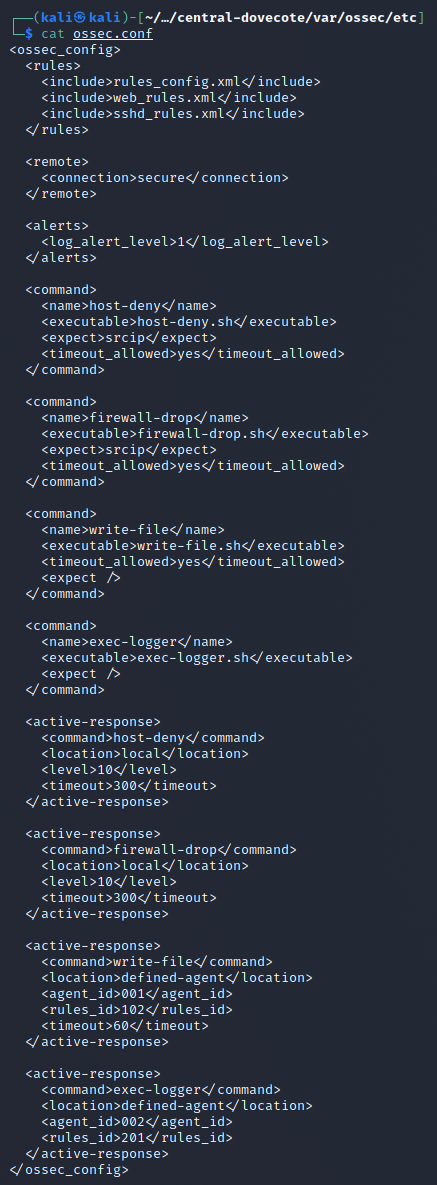 ┌──(kali㉿kali)-[~/…/central-dovecote/var/ossec/etc]
└─$ cat ossec.conf
<ossec_config>
  <rules>
    <include>rules_config.xml</include>
    <include>web_rules.xml</include>
    <include>sshd_rules.xml</include>
  </rules>

  <remote>
    <connection>secure</connection>
  </remote>

  <alerts>
    <log_alert_level>1</log_alert_level>
  </alerts>

  <command>
    <name>host-deny</name>
    <executable>host-deny.sh</executable>
    <expect>srcip</expect>
    <timeout_allowed>yes</timeout_allowed>
  </command>

  <command>
    <name>firewall-drop</name>
    <executable>firewall-drop.sh</executable>
    <expect>srcip</expect>
    <timeout_allowed>yes</timeout_allowed>
  </command>

  <command>
    <name>write-file</name>
    <executable>write-file.sh</executable>
    <timeout_allowed>yes</timeout_allowed>
    <expect />
  </command>

  <command>
    <name>exec-logger</name>
    <executable>exec-logger.sh</executable>
    <expect />
  </command>

  <active-response>
    <command>host-deny</command>
    <location>local</location>
    <level>10</level>
    <timeout>300</timeout>
  </active-response>

  <active-response>
    <command>firewall-drop</command>
    <location>local</location>
    <level>10</level>
    <timeout>300</timeout>
  </active-response>

  <active-response>
    <command>write-file</command>
    <location>defined-agent</location>
    <agent_id>001</agent_id>
    <rules_id>102</rules_id>
    <timeout>60</timeout>
  </active-response>

  <active-response>
    <command>exec-logger</command>
    <location>defined-agent</location>
    <agent_id>002</agent_id>
    <rules_id>201</rules_id>
  </active-response>
</ossec_config>